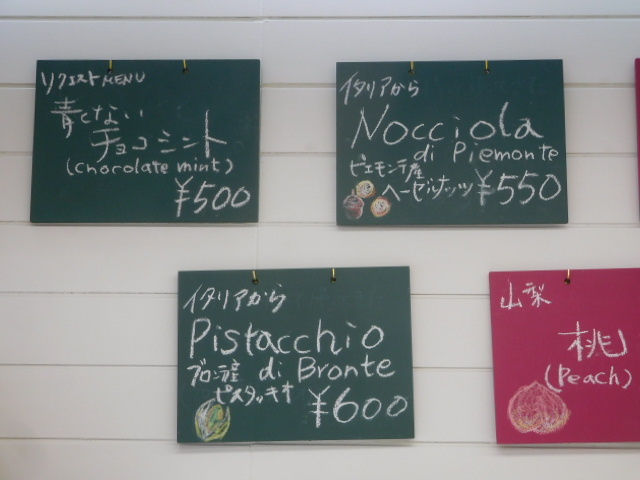 リクエストMENU
青くない
チョコミント
(chocolate mint)
¥500
イタリアから
Nocciola
di Piemonte
ピエモンテ産
ヘーゼルナッツ ¥550
イタリアから
Pistacchio
ブロンテ産 di Bronte
ピスタッキオ
¥600
山梨
桃
(Peach)